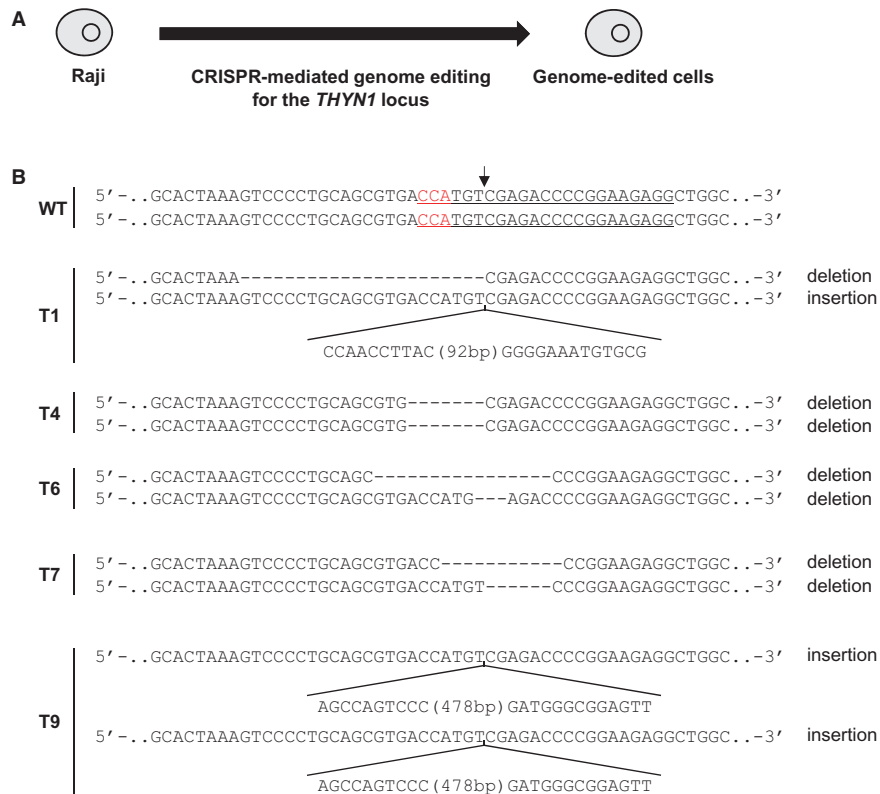 A
Raji
CRISPR-mediated genome editing
for the THYN1 locus
Genome-edited cells
B
WT
5’-..GCACTAAAGTCCCCTGCAGCGTGACCATGTCGAGACCCCGGAAGAGGCTGGC..-3’
5’-..GCACTAAAGTCCCCTGCAGCGTGACCATGTCGAGACCCCGGAAGAGGCTGGC..-3’
T1
5’-..GCACTAAA----------------------CGAGACCCCGGAAGAGGCTGGC..-3’ deletion
5’-..GCACTAAAGTCCCCTGCAGCGTGACCATGTCGAGACCCCGGAAGAGGCTGGC..-3’ insertion
CCAACCTTAC(92bp)GGGGAAATGTGCG
T4
5’-..GCACTAAAGTCCCCTGCAGCGTG-------CGAGACCCCGGAAGAGGCTGGC..-3’ deletion
5’-..GCACTAAAGTCCCCTGCAGCGTG-------CGAGACCCCGGAAGAGGCTGGC..-3’ deletion
T6
5’-..GCACTAAAGTCCCCTGCAGC----------------CCCGGAAGAGGCTGGC..-3’ deletion
5’-..GCACTAAAGTCCCCTGCAGCGTGACCATG---AGACCCCGGAAGAGGCTGGC..-3’ deletion
T7
5’-..GCACTAAAGTCCCCTGCAGCGTGACC-----------CCGGAAGAGGCTGGC..-3’ deletion
5’-..GCACTAAAGTCCCCTGCAGCGTGACCATGT------CCCGGAAGAGGCTGGC..-3’ deletion
T9
5’-..GCACTAAAGTCCCCTGCAGCGTGACCATGTCGAGACCCCGGAAGAGGCTGGC..-3’ insertion
AGCCAGTCCC(478bp)GATGGGCGGAGTT
5’-..GCACTAAAGTCCCCTGCAGCGTGACCATGTCGAGACCCCGGAAGAGGCTGGC..-3’ insertion
AGCCAGTCCC(478bp)GATGGGCGGAGTT